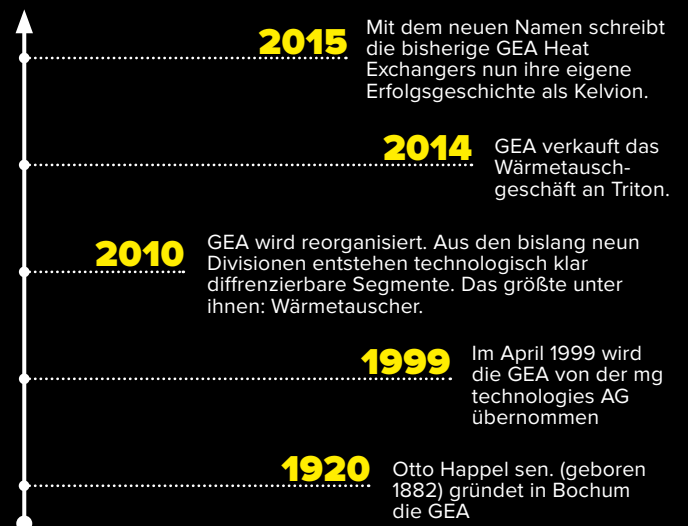 2015
Mit dem neuen Namen schreibt
die bisherige GEA Heat
Exchangers nun ihre eigene
Erfolgsgeschichte als Kelvion.
2014
GEA verkauft das
Wärmetausch-
geschäft an Triton.
2010
GEA wird reorganisiert. Aus den bislang neun
Divisionen entstehen technologisch klar
diffrenzierbare Segmente. Das größte unter
ihnen: Wärmetauscher.
1999
Im April 1999 wird
die GEA von der mg
technologies AG
übernommen
1920
Otto Happel sen. (geboren
1882) gründet in Bochum
die GEA